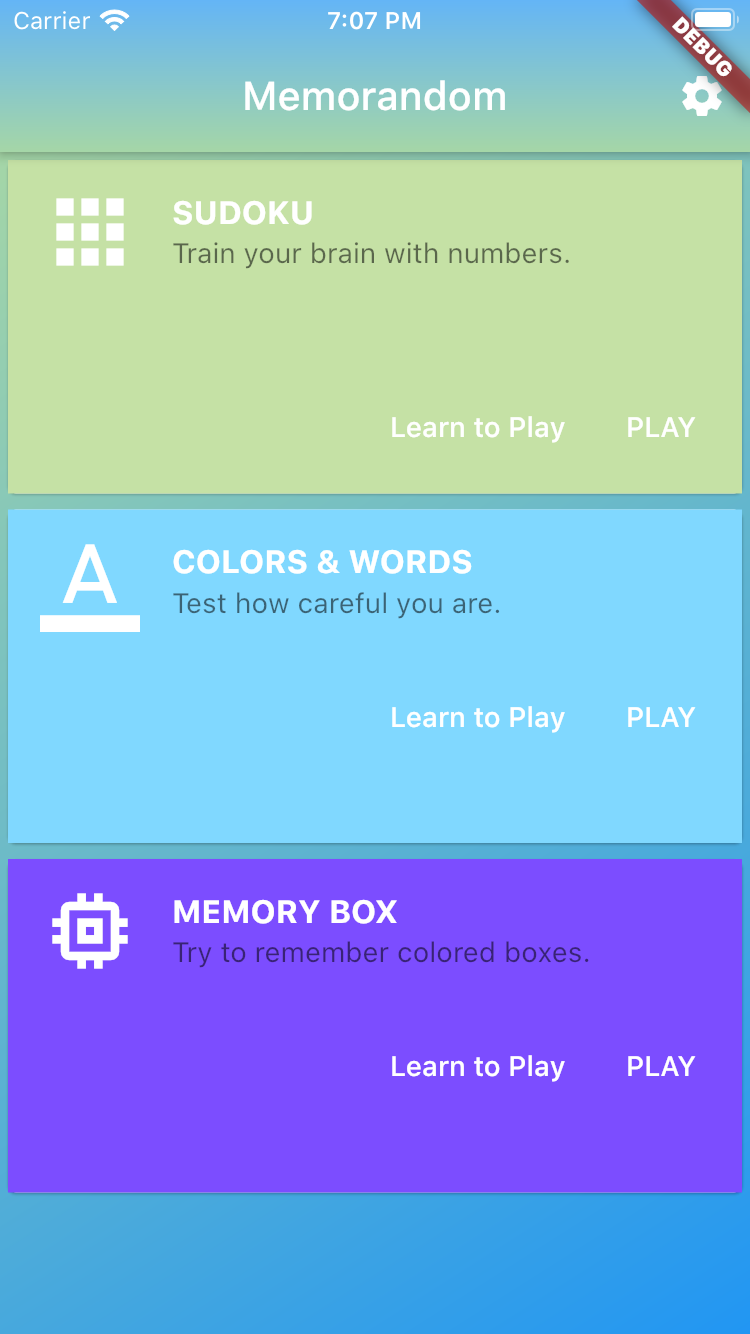 Carrier 7:07 PM
DEBUG
Memorandom
SUDOKU
Train your brain with numbers.
Learn to Play PLAY
A
COLORS & WORDS
Test how careful you are.
Learn to Play PLAY
MEMORY BOX
Try to remember colored boxes.
Learn to Play PLAY